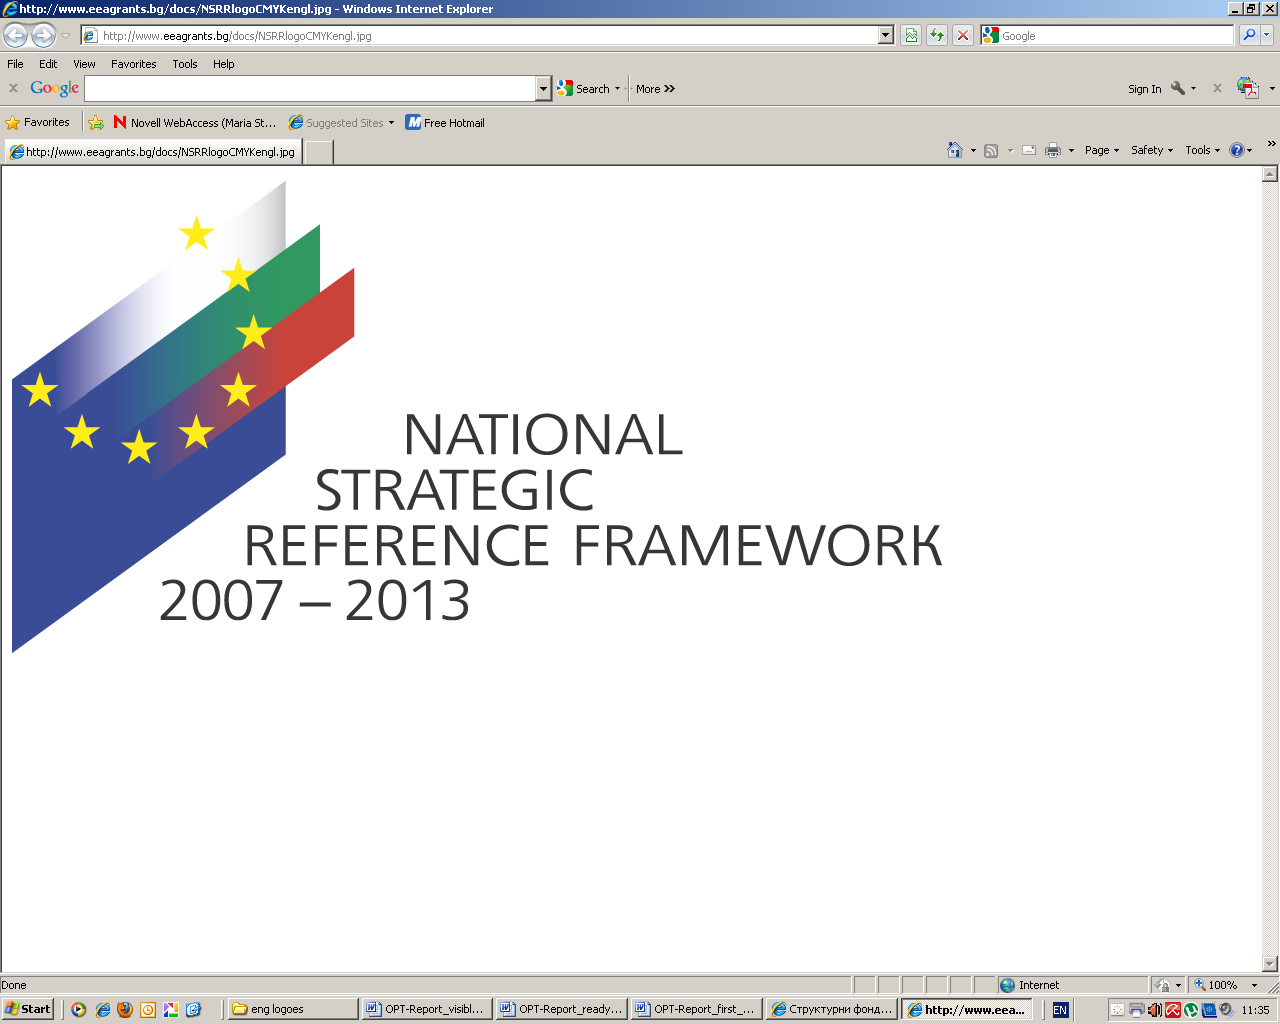 http://www.eeagrants.bg/docs/NSRRlogoCMYKengl.jpg - Windows Internet Explorer
http://www.eeagrants.bg/docs/NSRRlogoCMYKengl.jpg
Google
File Edit View Favorites Tools Help
Google Search More Sign In
Favorites Novell WebAccess (Maria St... Suggested Sites Free Hotmail
http://www.eeagrants.bg/docs/NSRRlogoCMYKengl.jpg Page Safety Tools
NATIONAL
STRATEGIC
REFERENCE FRAMEWORK
2007 – 2013
Done Internet 100%
Start eng logoes OPT-Report_visibl... OPT-Report_ready... OPT-Report_first_... Структурни фонд... http://www.eea... EN 11:35